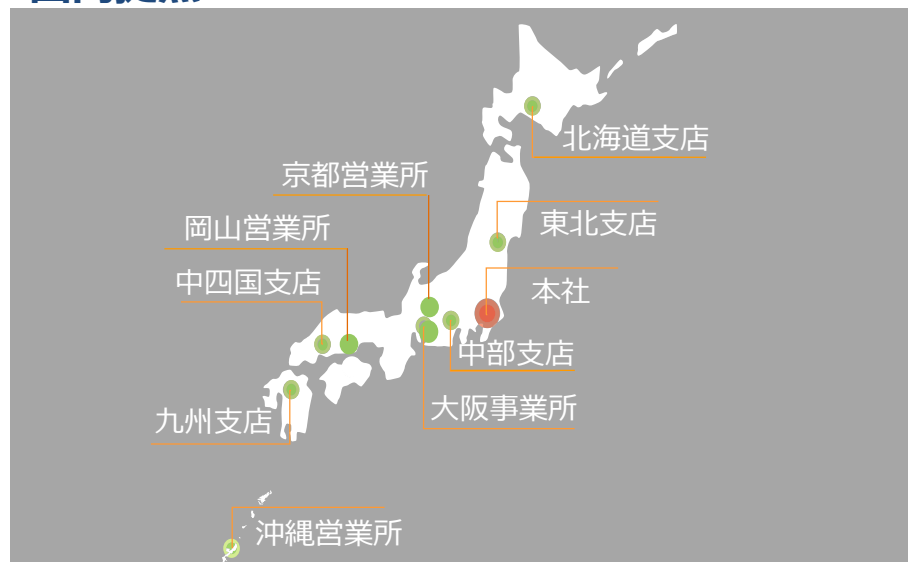 北海道支店
京都営業所
東北支店
岡山営業所
中四国支店
本社
中部支店
大阪事業所
九州支店
沖縄営業所